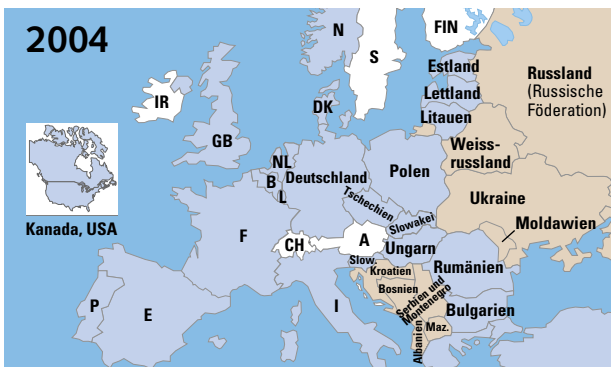 2004
N
FIN
S
Estland
Russland
(Russische
Föderation)
IR
Lettland
DK
Litauen
GB
Weiss-
russland
NL
B
Deutschland
Polen
L
Kanada, USA
Tschechien
Slowakei
Ukraine
Moldawien
F
CH
A
Ungarn
Slow.
Rumänien
Kroatien
Bosnien
Serbien und
Montenegro
P
E
I
Bulgarien
Albanien
Maz.